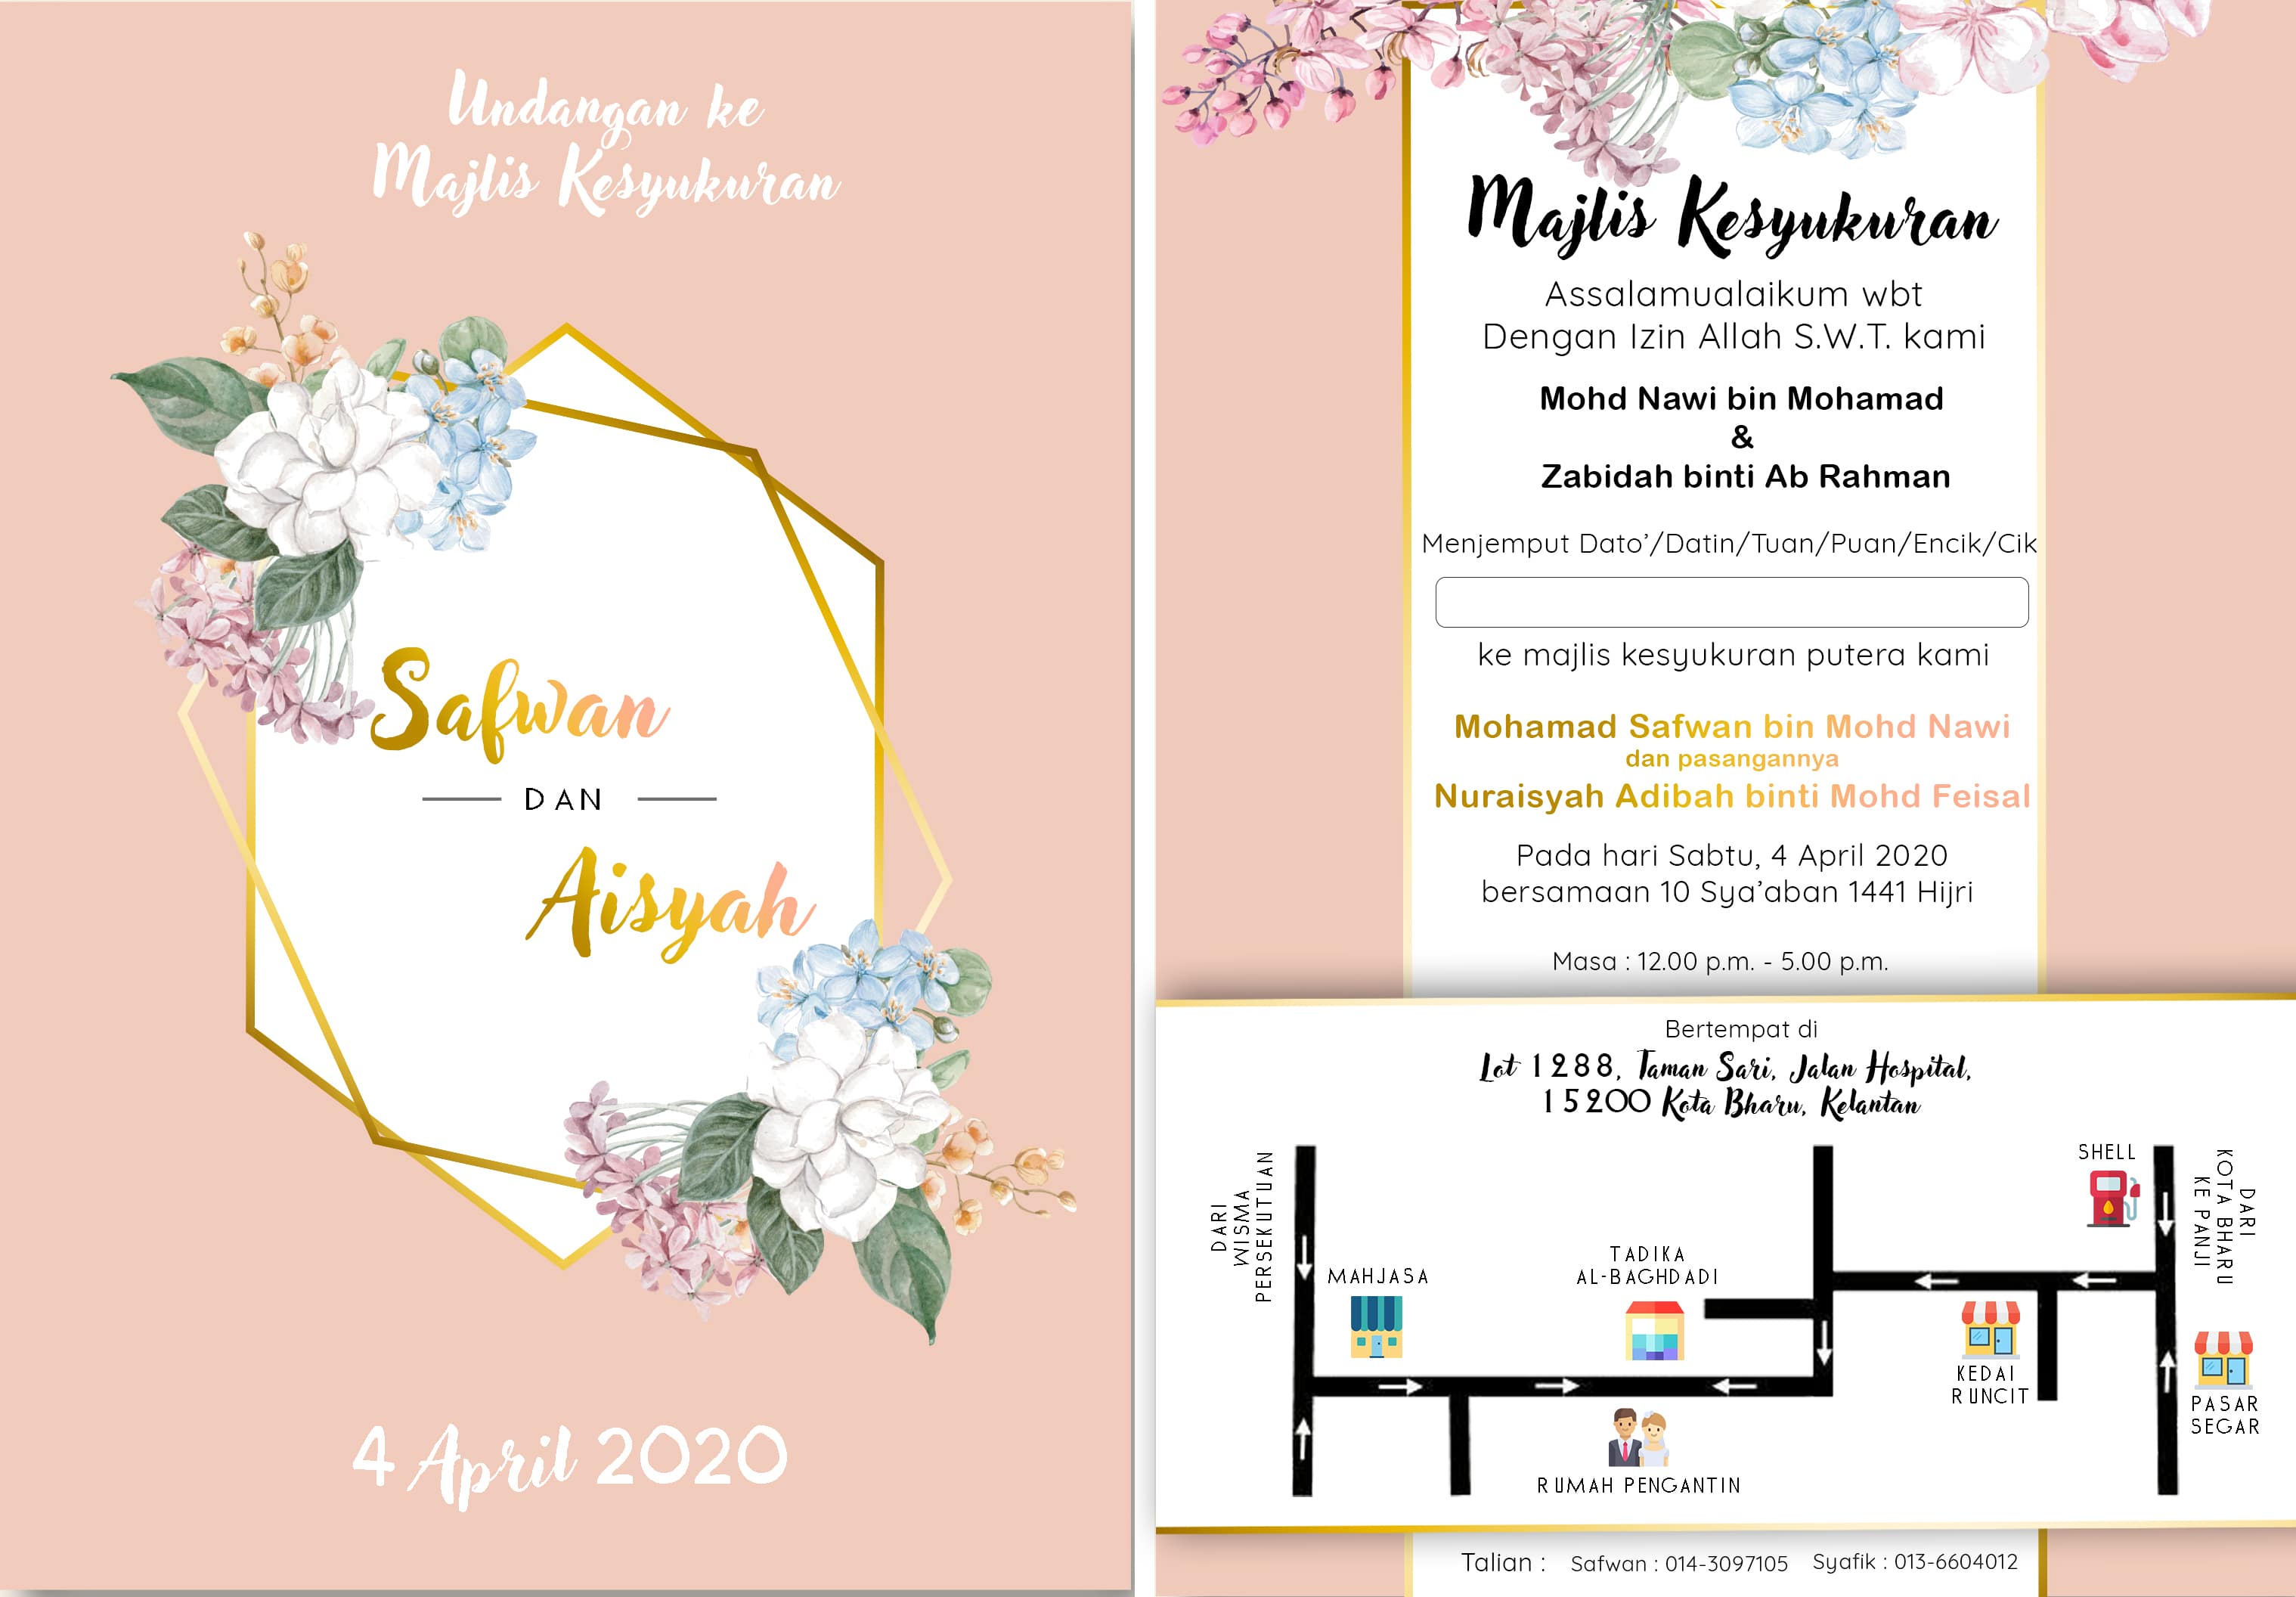 Undangan ke
Majlis Kesyukuran
Safwan
DAN
Aisyah
4 April 2020
Majlis Kesyukuran
Assalamualaikum wbt
Dengan Izin Allah S.W.T. kami
Mohd Nawi bin Mohamad
&
Zabidah binti Ab Rahman
Menjemput Dato'/Datin/Tuan/Puan/Encik/Cik
ke majlis kesyukuran putera kami
Mohamad Safwan bin Mohd Nawi
dan pasangannya
Nuraisyah Adibah binti Mohd Feisal
Pada hari Sabtu, 4 April 2020
bersamaan 10 Sya'aban 1441 Hijri
Masa : 12.00 p.m. - 5.00 p.m.
Bertempat di
Lot 1288, Taman Sari, Jalan Hospital,
15200 Kota Bharu, Kelantan
DARI
WISMA
PERSEKUTUAN
MAHJASA
TADIKA
AL-BAGHDADI
RUMAH PENGANTIN
SHELL
KEDAI
RUNCIT
DARI
KOTA BHARU
KE PANJI
PASAR
SEGAR
Talian : Safwan : 014-3097105 Syafik : 013-6604012